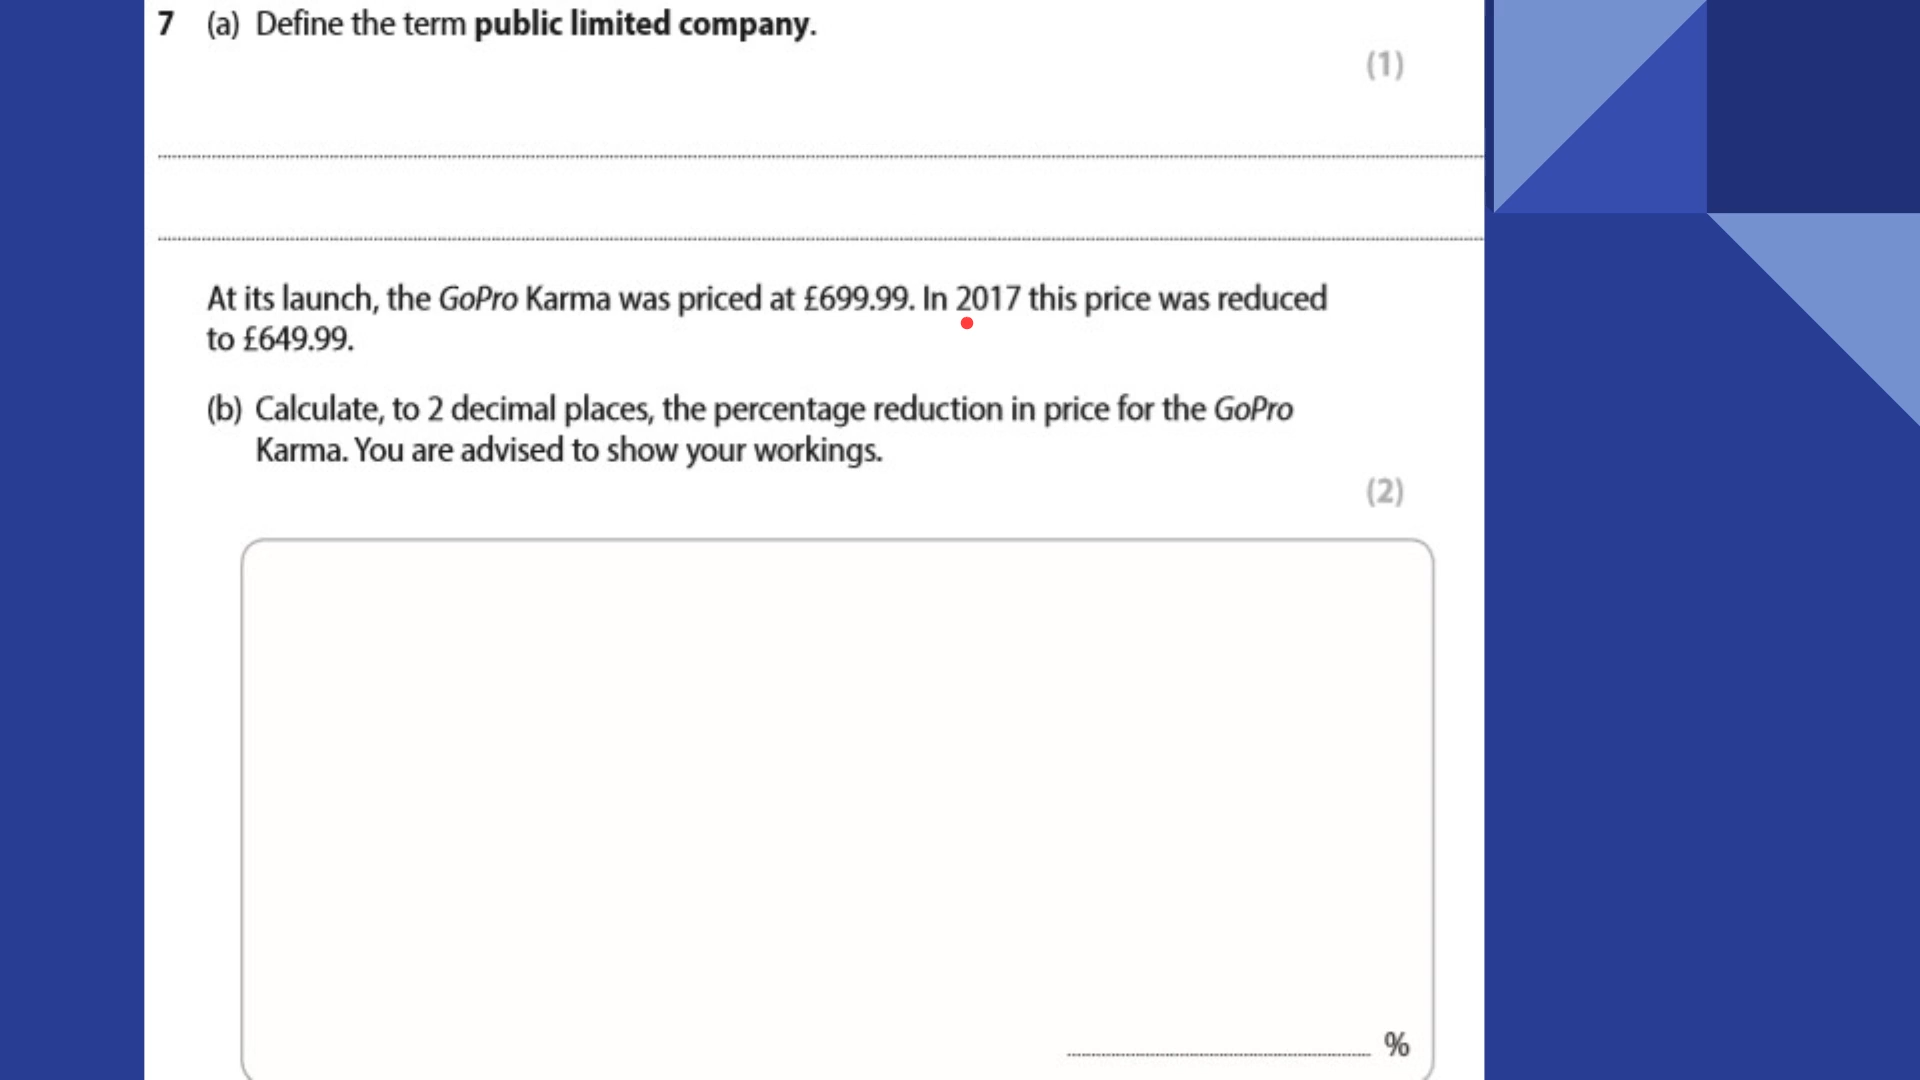 7 (a) Define the term public limited company.
(1)
At its launch, the GoPro Karma was priced at £699.99. In 2017 this price was reduced
to £649.99.
(b) Calculate, to 2 decimal places, the percentage reduction in price for the GoPro
Karma. You are advised to show your workings.
(2)
%